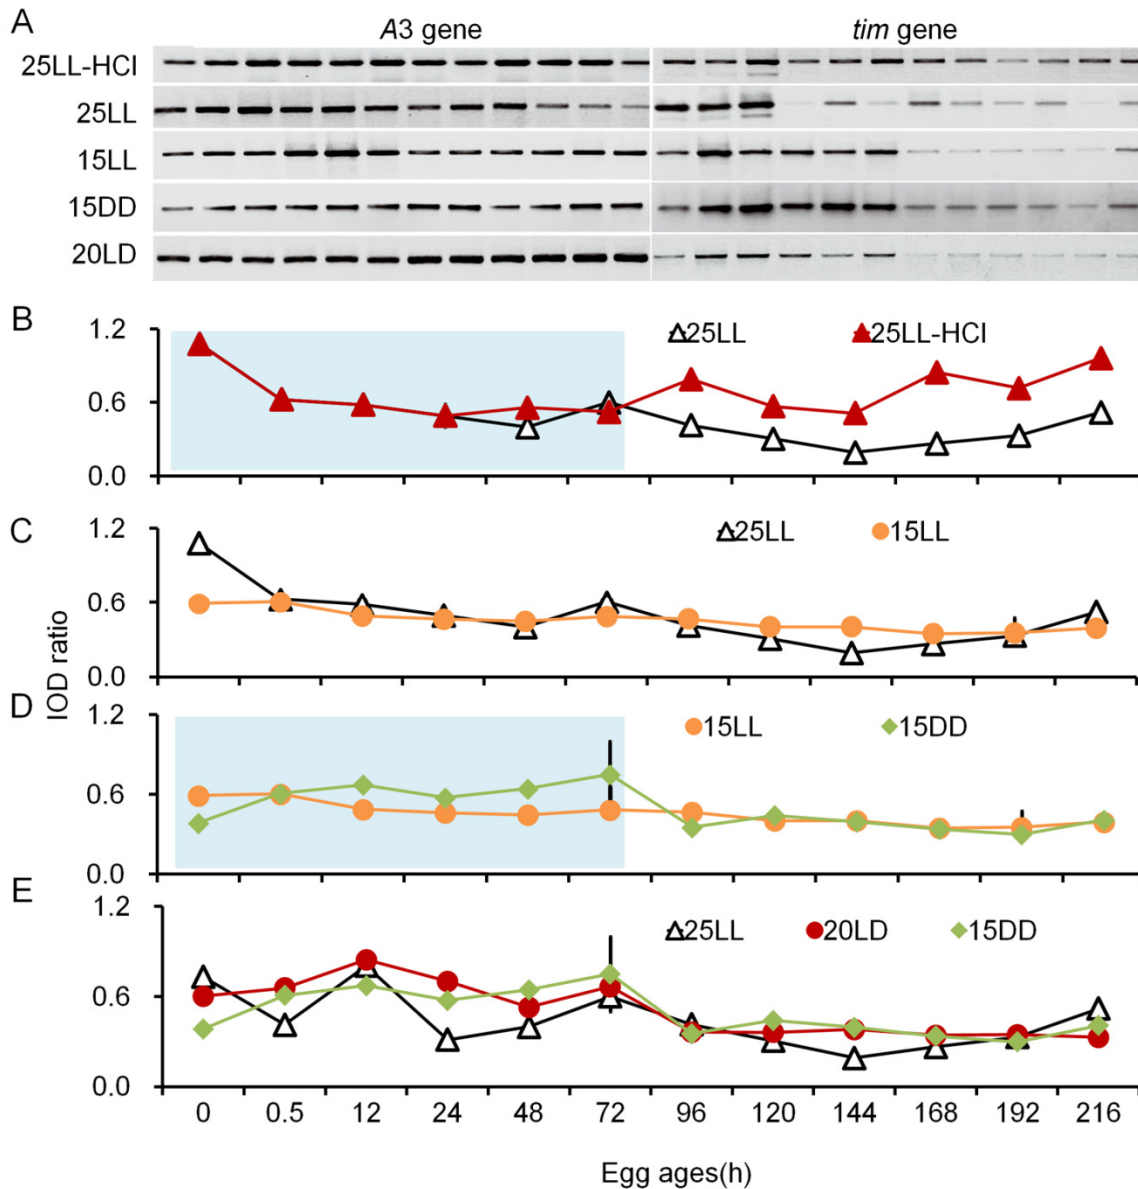 A
A3 gene tim gene
25LL-HCl
25LL
15LL
15DD
20LD
B
1.2
25LL 25LL-HCl
0.6
0.0
C
1.2
25LL 15LL
0.6
0.0
D
IOD ratio
1.2
15LL 15DD
0.6
0.0
E
1.2
25LL 20LD 15DD
0.6
0.0
0 0.5 12 24 48 72 96 120 144 168 192 216
Egg ages(h)